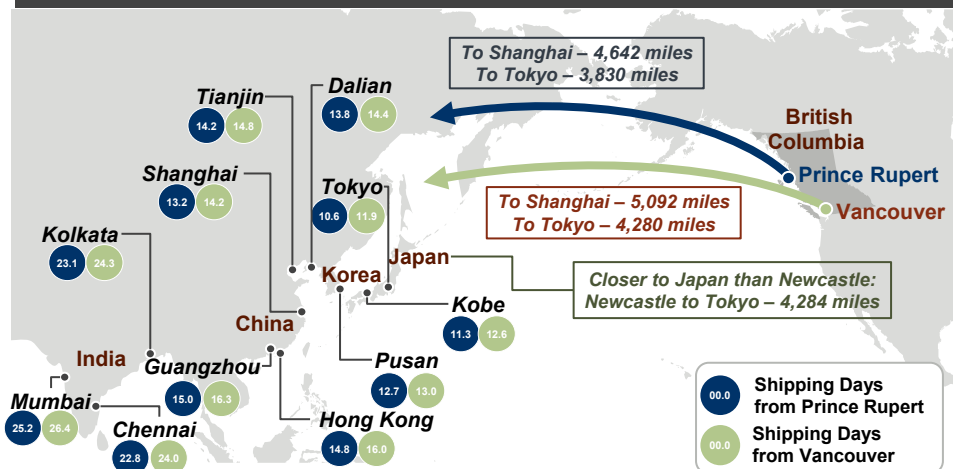 To Shanghai – 4,642 miles
To Tokyo – 3,830 miles
British
Columbia
Prince Rupert
Vancouver
To Shanghai – 5,092 miles
To Tokyo – 4,280 miles
Closer to Japan than Newcastle:
Newcastle to Tokyo – 4,284 miles
Dalian
13.8 14.4
Tianjin
14.2 14.8
Shanghai
13.2 14.2
Tokyo
10.6 11.9
Kolkata
23.1 24.3
Japan
Korea
China
India
Kobe
11.3 12.6
Guangzhou
15.0 16.3
Pusan
12.7 13.0
Mumbai
25.2 26.4
Chennai
22.8 24.0
Hong Kong
14.8 16.0
00.0 Shipping Days
from Prince Rupert
00.0 Shipping Days
from Vancouver